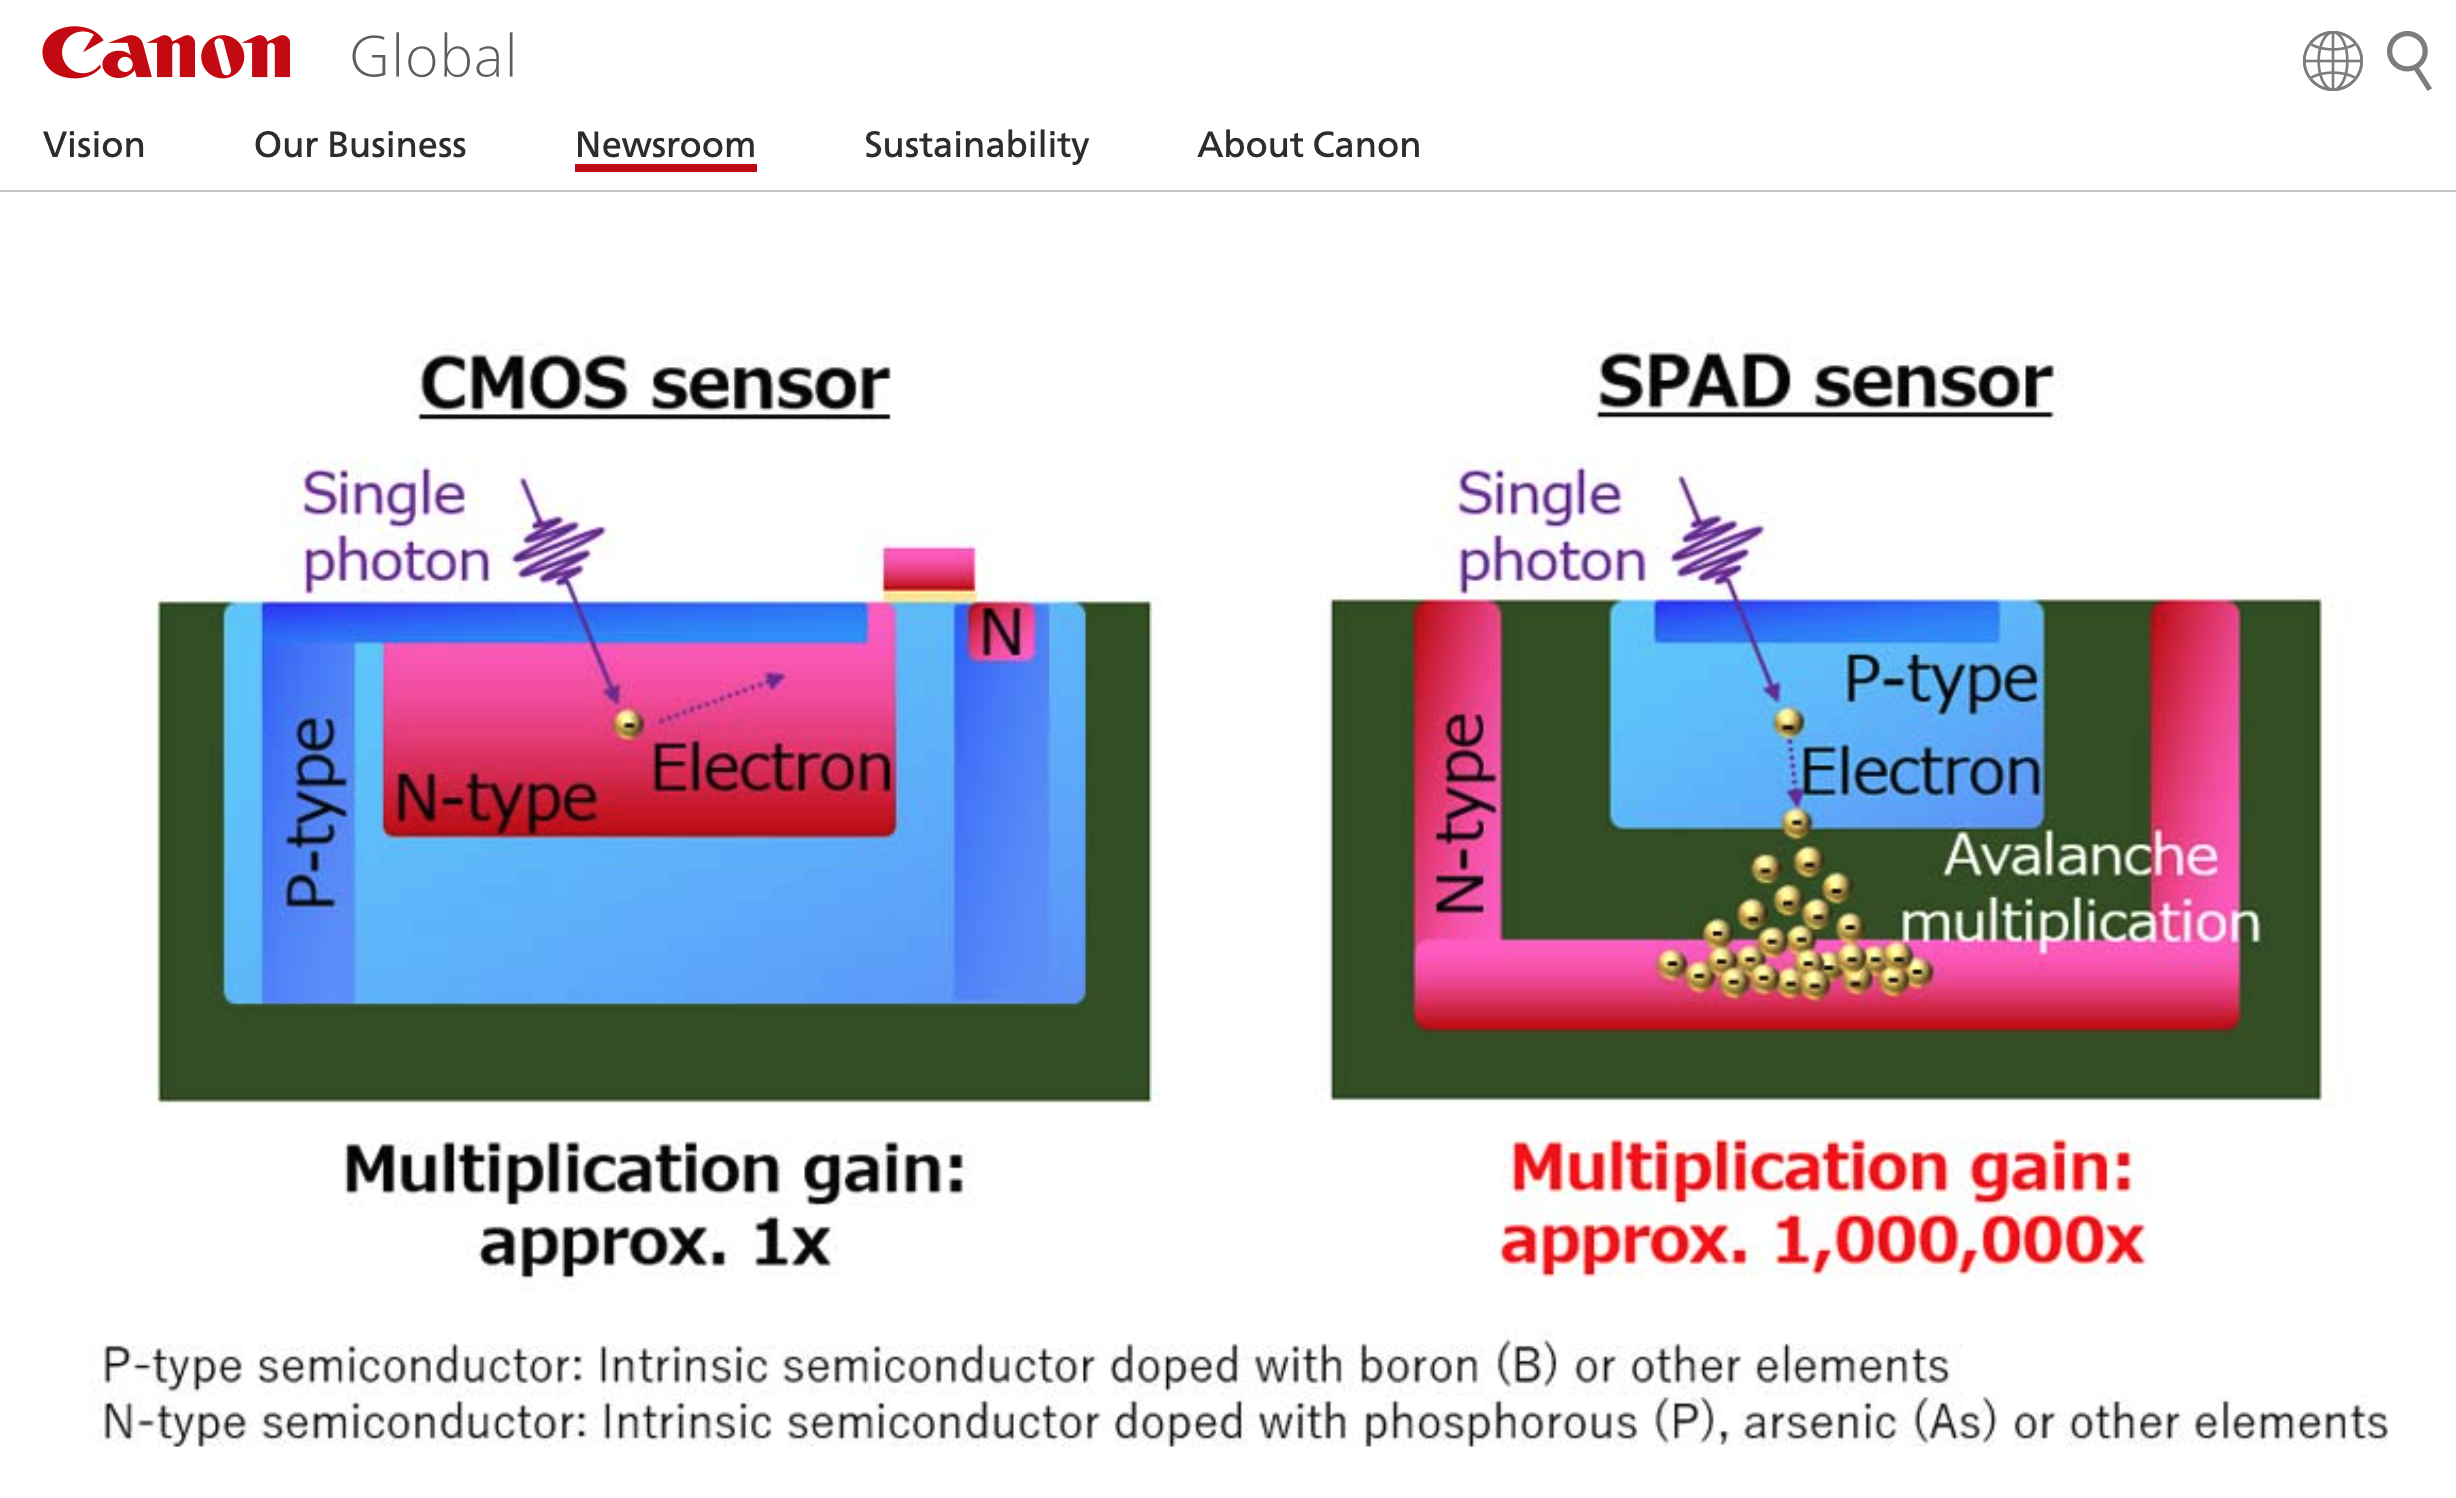 Canon Global
Vision Our Business Newsroom Sustainability About Canon
CMOS sensor
Single
photon
N
P-type
N-type
Electron
Multiplication gain:
approx. 1x
SPAD sensor
Single
photon
N-type
P-type
Electron
Avalanche
multiplication
Multiplication gain:
approx. 1,000,000x
P-type semiconductor: Intrinsic semiconductor doped with boron (B) or other elements
N-type semiconductor: Intrinsic semiconductor doped with phosphorous (P), arsenic (As) or other elements